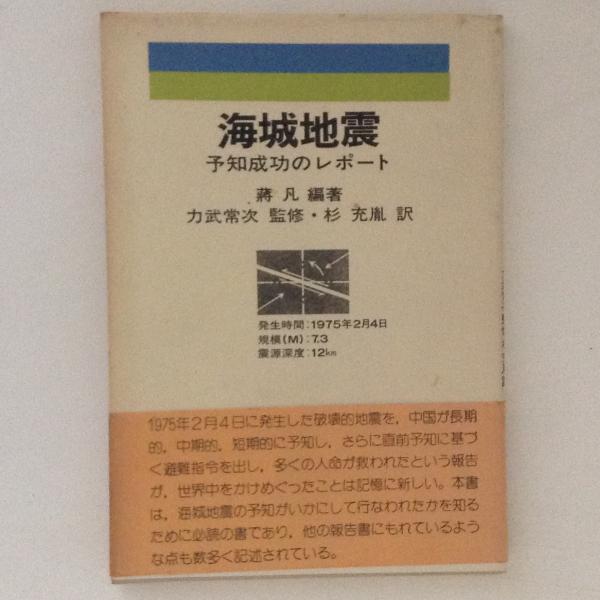 海城地震
予知成功のレポート
蔣 凡 編著
力武常次 監修・杉 充胤 訳
発生時間:1975年2月4日
規模(M):7.3
震源深度:12km
1975年2月4日に発生した破壊的地震を，中国が長期
的，中期的，短期的に予知し，さらに直前予知に基づ
く避難指令を出し，多くの人命が救われたという報告
が，世界中をかけめぐったことは記憶に新しい。本書
は，海城地震の予知がいかにして行なわれたかを知る
ために必読の書であり，他の報告書にもれているよう
な点も数多く記述されている。